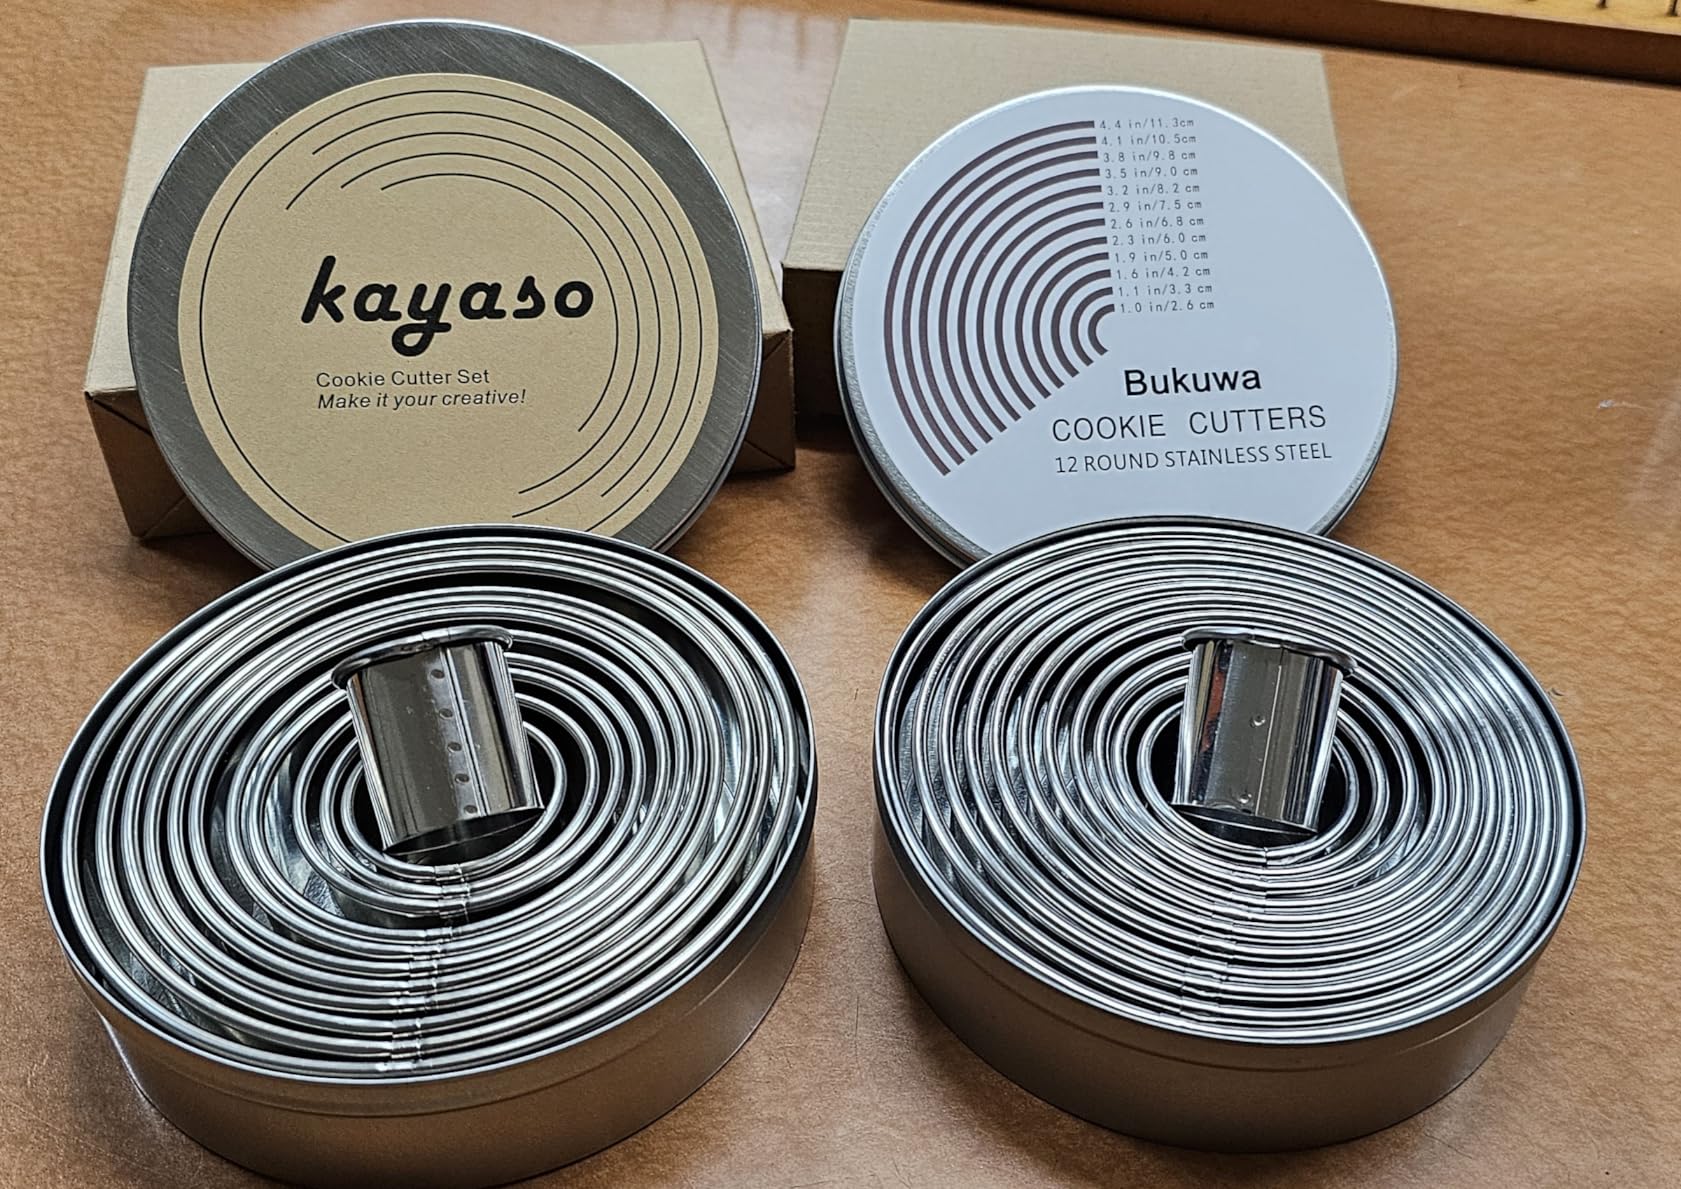 kayaso
Cookie Cutter Set
Make it your creative!
4.4 in/11.3cm
4.1 in/10.5cm
3.8 in/9.8 cm
3.5 in/9.0 cm
3.2 in/8.2 cm
2.9 in/7.5 cm
2.6 in/6.8 cm
2.3 in/6.0 cm
1.9 in/5.0 cm
1.6 in/4.2 cm
1.1 in/3.3 cm
1.0 in/2.6 cm
Bukuwa
COOKIE CUTTERS
12 ROUND STAINLESS STEEL